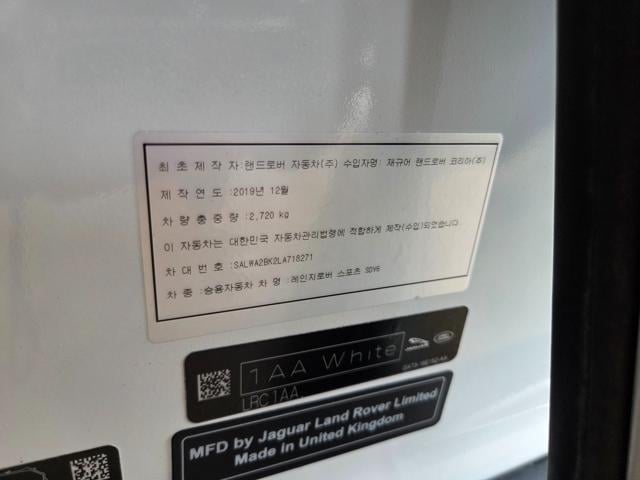 최초제작자:랜드로버 자동차(주) 수입자명: 재규어 랜드로버 코리아(주)
제작연도:2019년 12월
차량총중량:2,720 kg
이 자동차는 대한민국 자동차관리법령에 적합하게 제작(수입)되었습니다.
차대번호:SALWA2BK2LA718271
차종:승용자동차 차명:레인지로버 스포츠 SDV6
1AA White
LRC1AA
JAGUAR
MFD by Jaguar Land Rover Limited
Made in United Kingdom